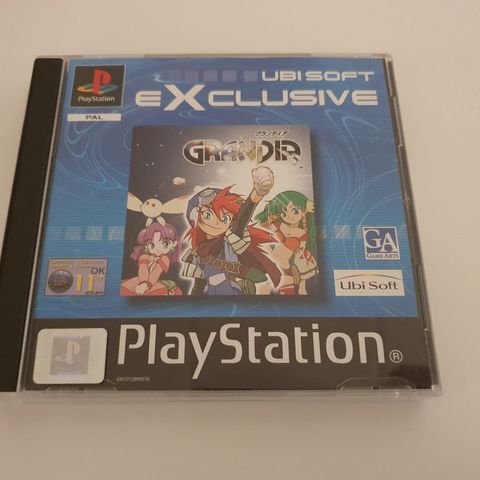 UBI SOFT
eXCLUSIVE
PlayStation
PAL
グランディア
GRANDIA
OK
11+
GA
GAME ARTS
Ubi Soft
PlayStation®